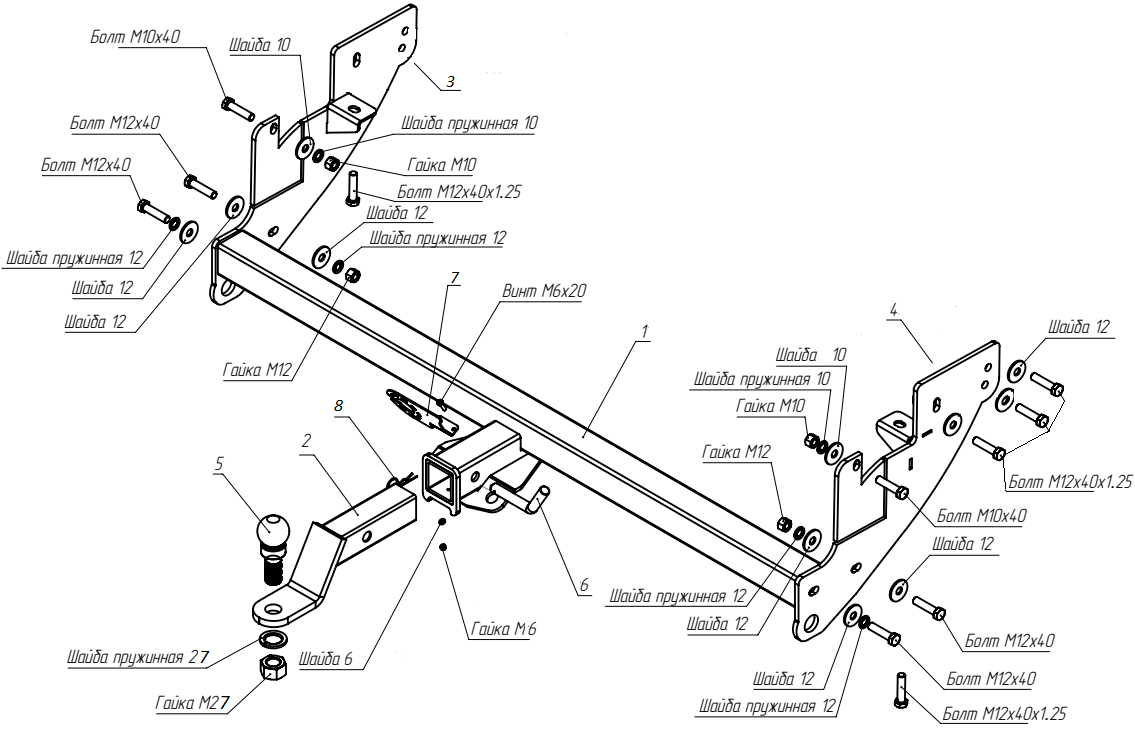 Болт М10х40
Шайба 10
3
Болт М12х40
Шайба пружинная 10
Болт М12х40
Гайка М10
Болт М12х40х1.25
Шайба 12
Шайба пружинная 12
Шайба пружинная 12
Шайба 12
Шайба 12
7
Винт М6х20
Гайка М12
1
4
Шайба 12
Шайба 10
Шайба пружинная 10
Гайка М10
8
2
5
Гайка М12
Болт М12х40х1.25
Болт М10х40
Шайба 12
6
Шайба пружинная 12
Шайба 12
Гайка М6
Шайба 6
Шайба пружинная 27
Гайка М27
Болт М12х40
Шайба 12
Болт М12х40
Шайба пружинная 12
Болт М12х40х1.25